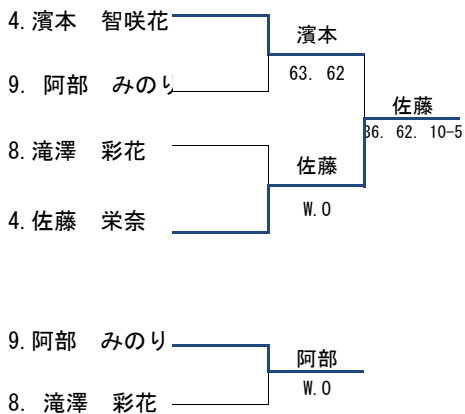 4. 濱本　智咲花
濱本
9. 阿部　みのり
63. 62
佐藤
36. 62. 10-5
8. 滝澤　彩花
佐藤
4. 佐藤　栄奈
W.O
9. 阿部　みのり
阿部
8. 滝澤　彩花
W.O